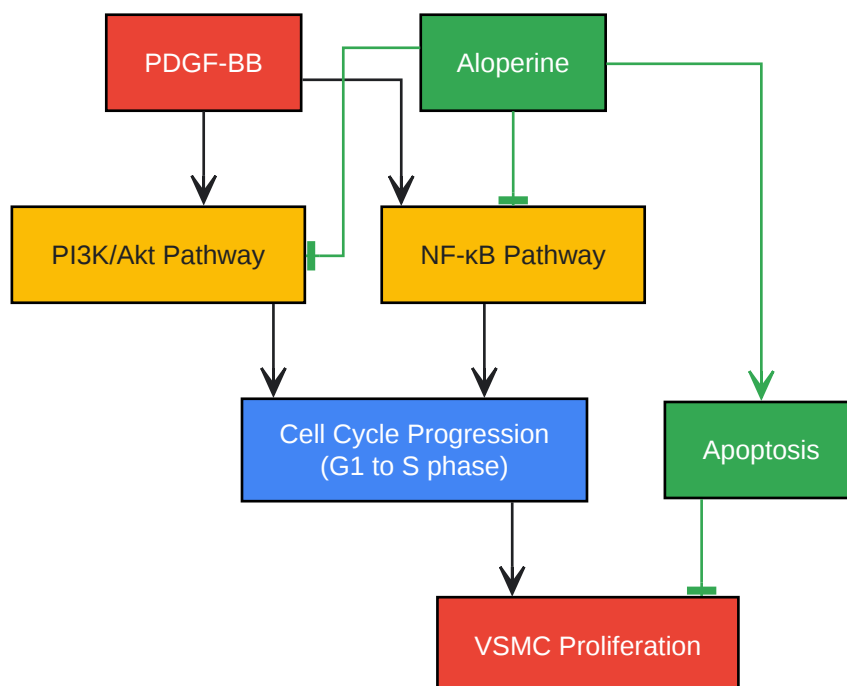 PDGF-BB
Aloperine
PI3K/Akt Pathway
NF-κB Pathway
Cell Cycle Progression
(G1 to S phase)
Apoptosis
VSMC Proliferation